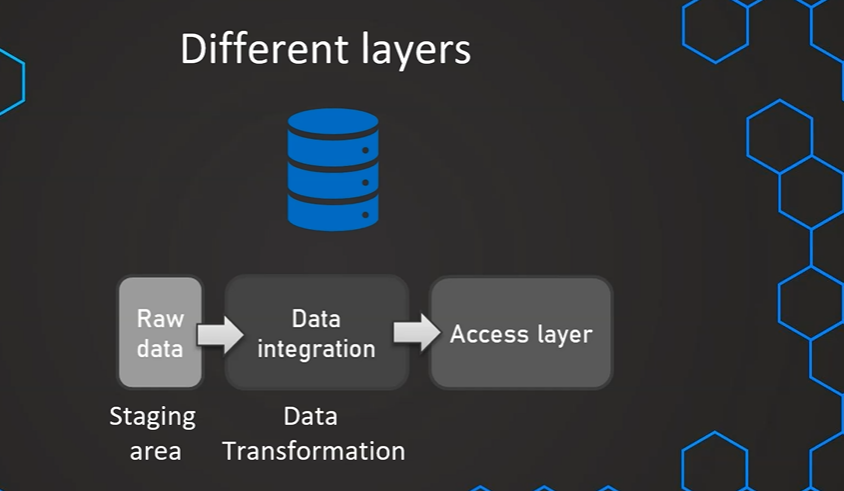 Different layers
Raw
data
Data
integration
Access layer
Staging
area
Data
Transformation